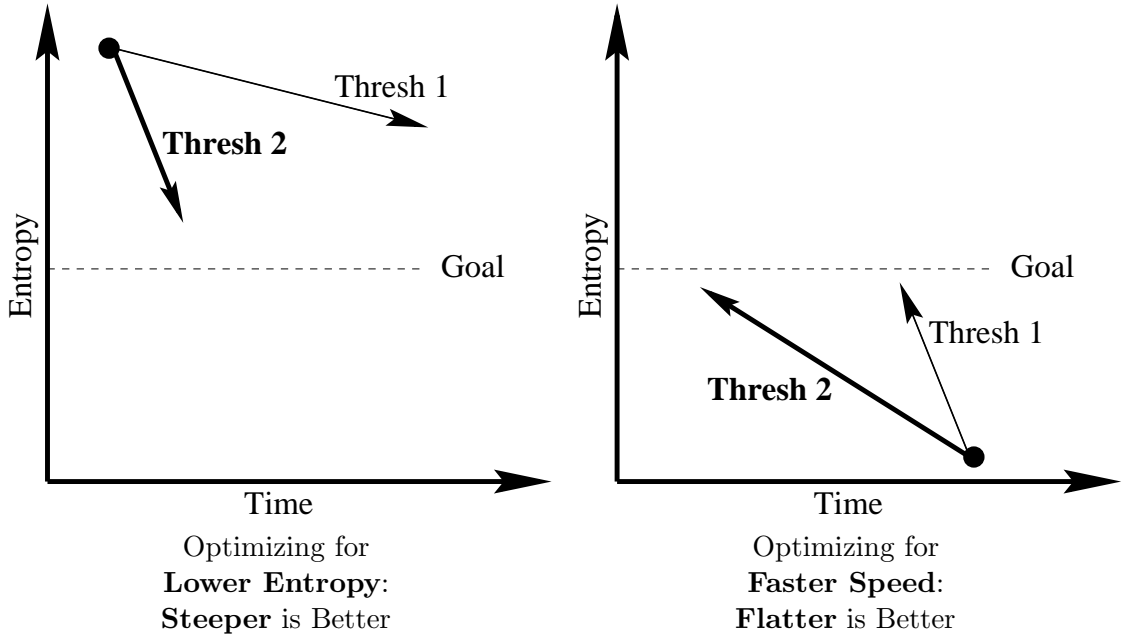 Thresh 1
Thresh 2
Entropy
Goal
Time
Optimizing for
Lower Entropy:
Steeper is Better
Entropy
Goal
Thresh 1
Thresh 2
Time
Optimizing for
Faster Speed:
Flatter is Better